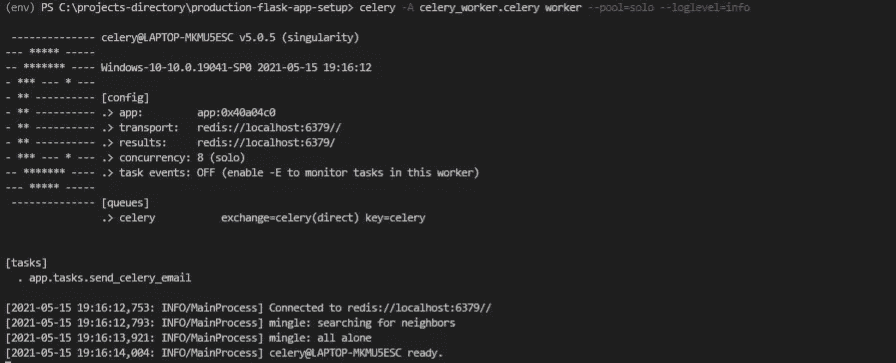 (env) PS C:\projects-directory\production-flask-app-setup> celery -A celery_worker.celery worker --pool=solo --loglevel=info
-------------- celery@LAPTOP-MKMU5ESC v5.0.5 (singularity)
--- ***** -----
-- ******* ---- Windows-10-10.0.19041-SP0 2021-05-15 19:16:12
- *** --- * ---
- ** ---------- [config]
- ** ---------- .> app:         app:0x40a04c0
- ** ---------- .> transport:   redis://localhost:6379//
- ** ---------- .> results:     redis://localhost:6379/
- *** --- * --- .> concurrency: 8 (solo)
-- ******* ---- .> task events: OFF (enable -E to monitor tasks in this worker)
--- ***** -----
-------------- [queues]
.> celery           exchange=celery(direct) key=celery
[tasks]
. app.tasks.send_celery_email
[2021-05-15 19:16:12,753: INFO/MainProcess] Connected to redis://localhost:6379//
[2021-05-15 19:16:12,793: INFO/MainProcess] mingle: searching for neighbors
[2021-05-15 19:16:13,921: INFO/MainProcess] mingle: all alone
[2021-05-15 19:16:14,004: INFO/MainProcess] celery@LAPTOP-MKMU5ESC ready.